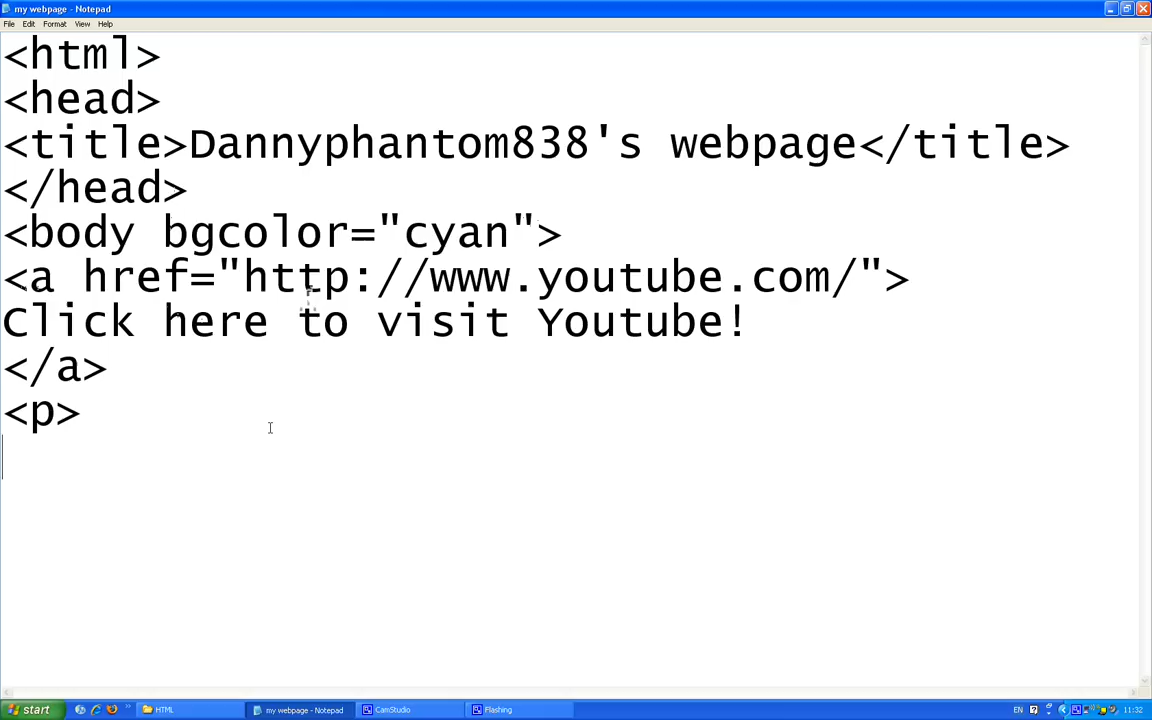 my webpage - Notepad
File Edit Format View Help
<html>
<head>
<title>Dannyphantom838's webpage</title>
</head>
<body bgcolor="cyan">
<a href="http://www.youtube.com/">
Click here to visit Youtube!
</a>
<p>
start HTML my webpage - Notepad CamStudio Flashing EN 11:32